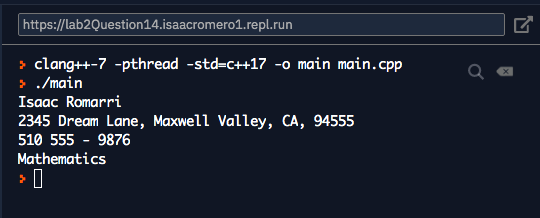 https://lab2Question14.isaacromero1.repl.run
> clang++-7 -pthread -std=c++17 -o main main.cpp
> ./main
Isaac Romarri
2345 Dream Lane, Maxwell Valley, CA, 94555
510 555 - 9876
Mathematics
>